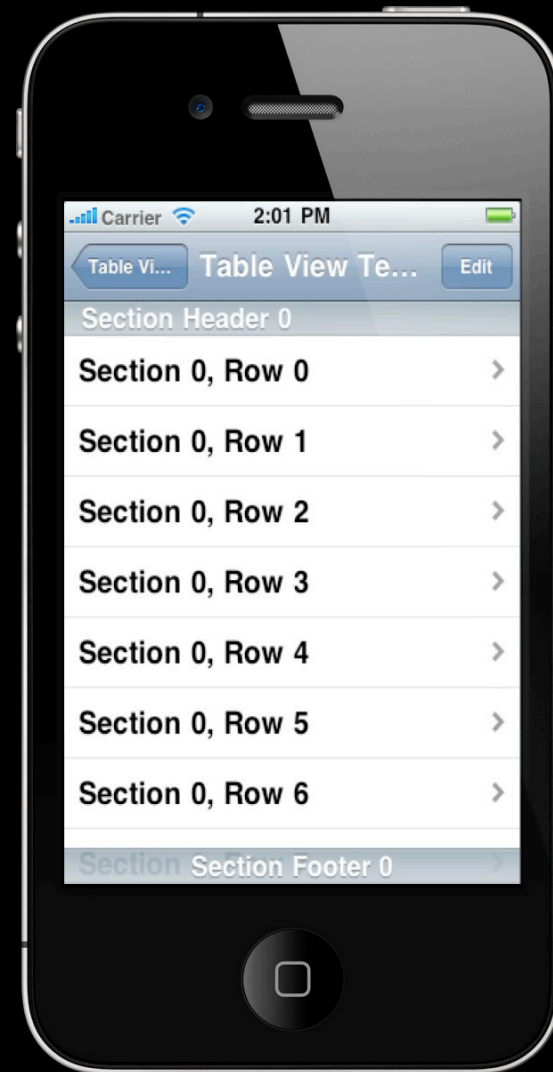 Carrier 2:01 PM
Table Vi... Table View Te... Edit
Section Header 0
Section 0, Row 0
Section 0, Row 1
Section 0, Row 2
Section 0, Row 3
Section 0, Row 4
Section 0, Row 5
Section 0, Row 6
Section Footer 0